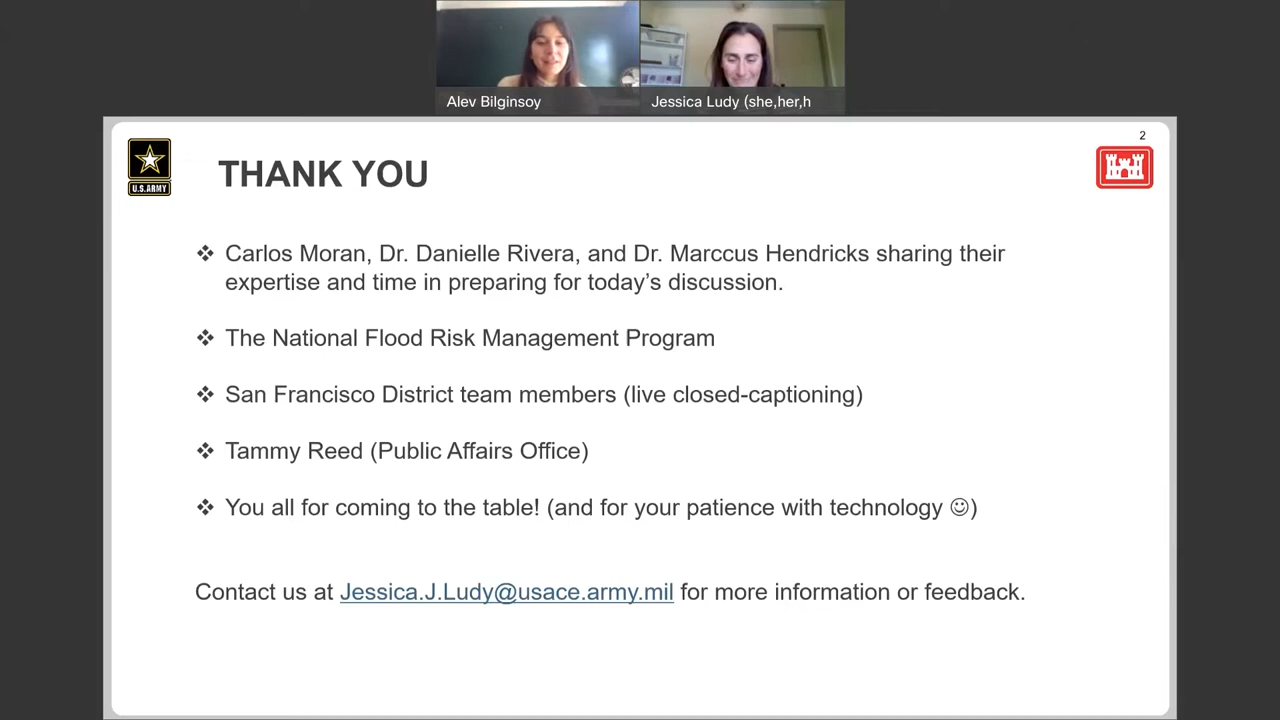 Alev Bilginsoy
Jessica Ludy (she,her,h
2
U.S.ARMY
THANK YOU
❖ Carlos Moran, Dr. Danielle Rivera, and Dr. Marccus Hendricks sharing their
expertise and time in preparing for today’s discussion.
❖ The National Flood Risk Management Program
❖ San Francisco District team members (live closed-captioning)
❖ Tammy Reed (Public Affairs Office)
❖ You all for coming to the table! (and for your patience with technology ☺)
Contact us at Jessica.J.Ludy@usace.army.mil for more information or feedback.